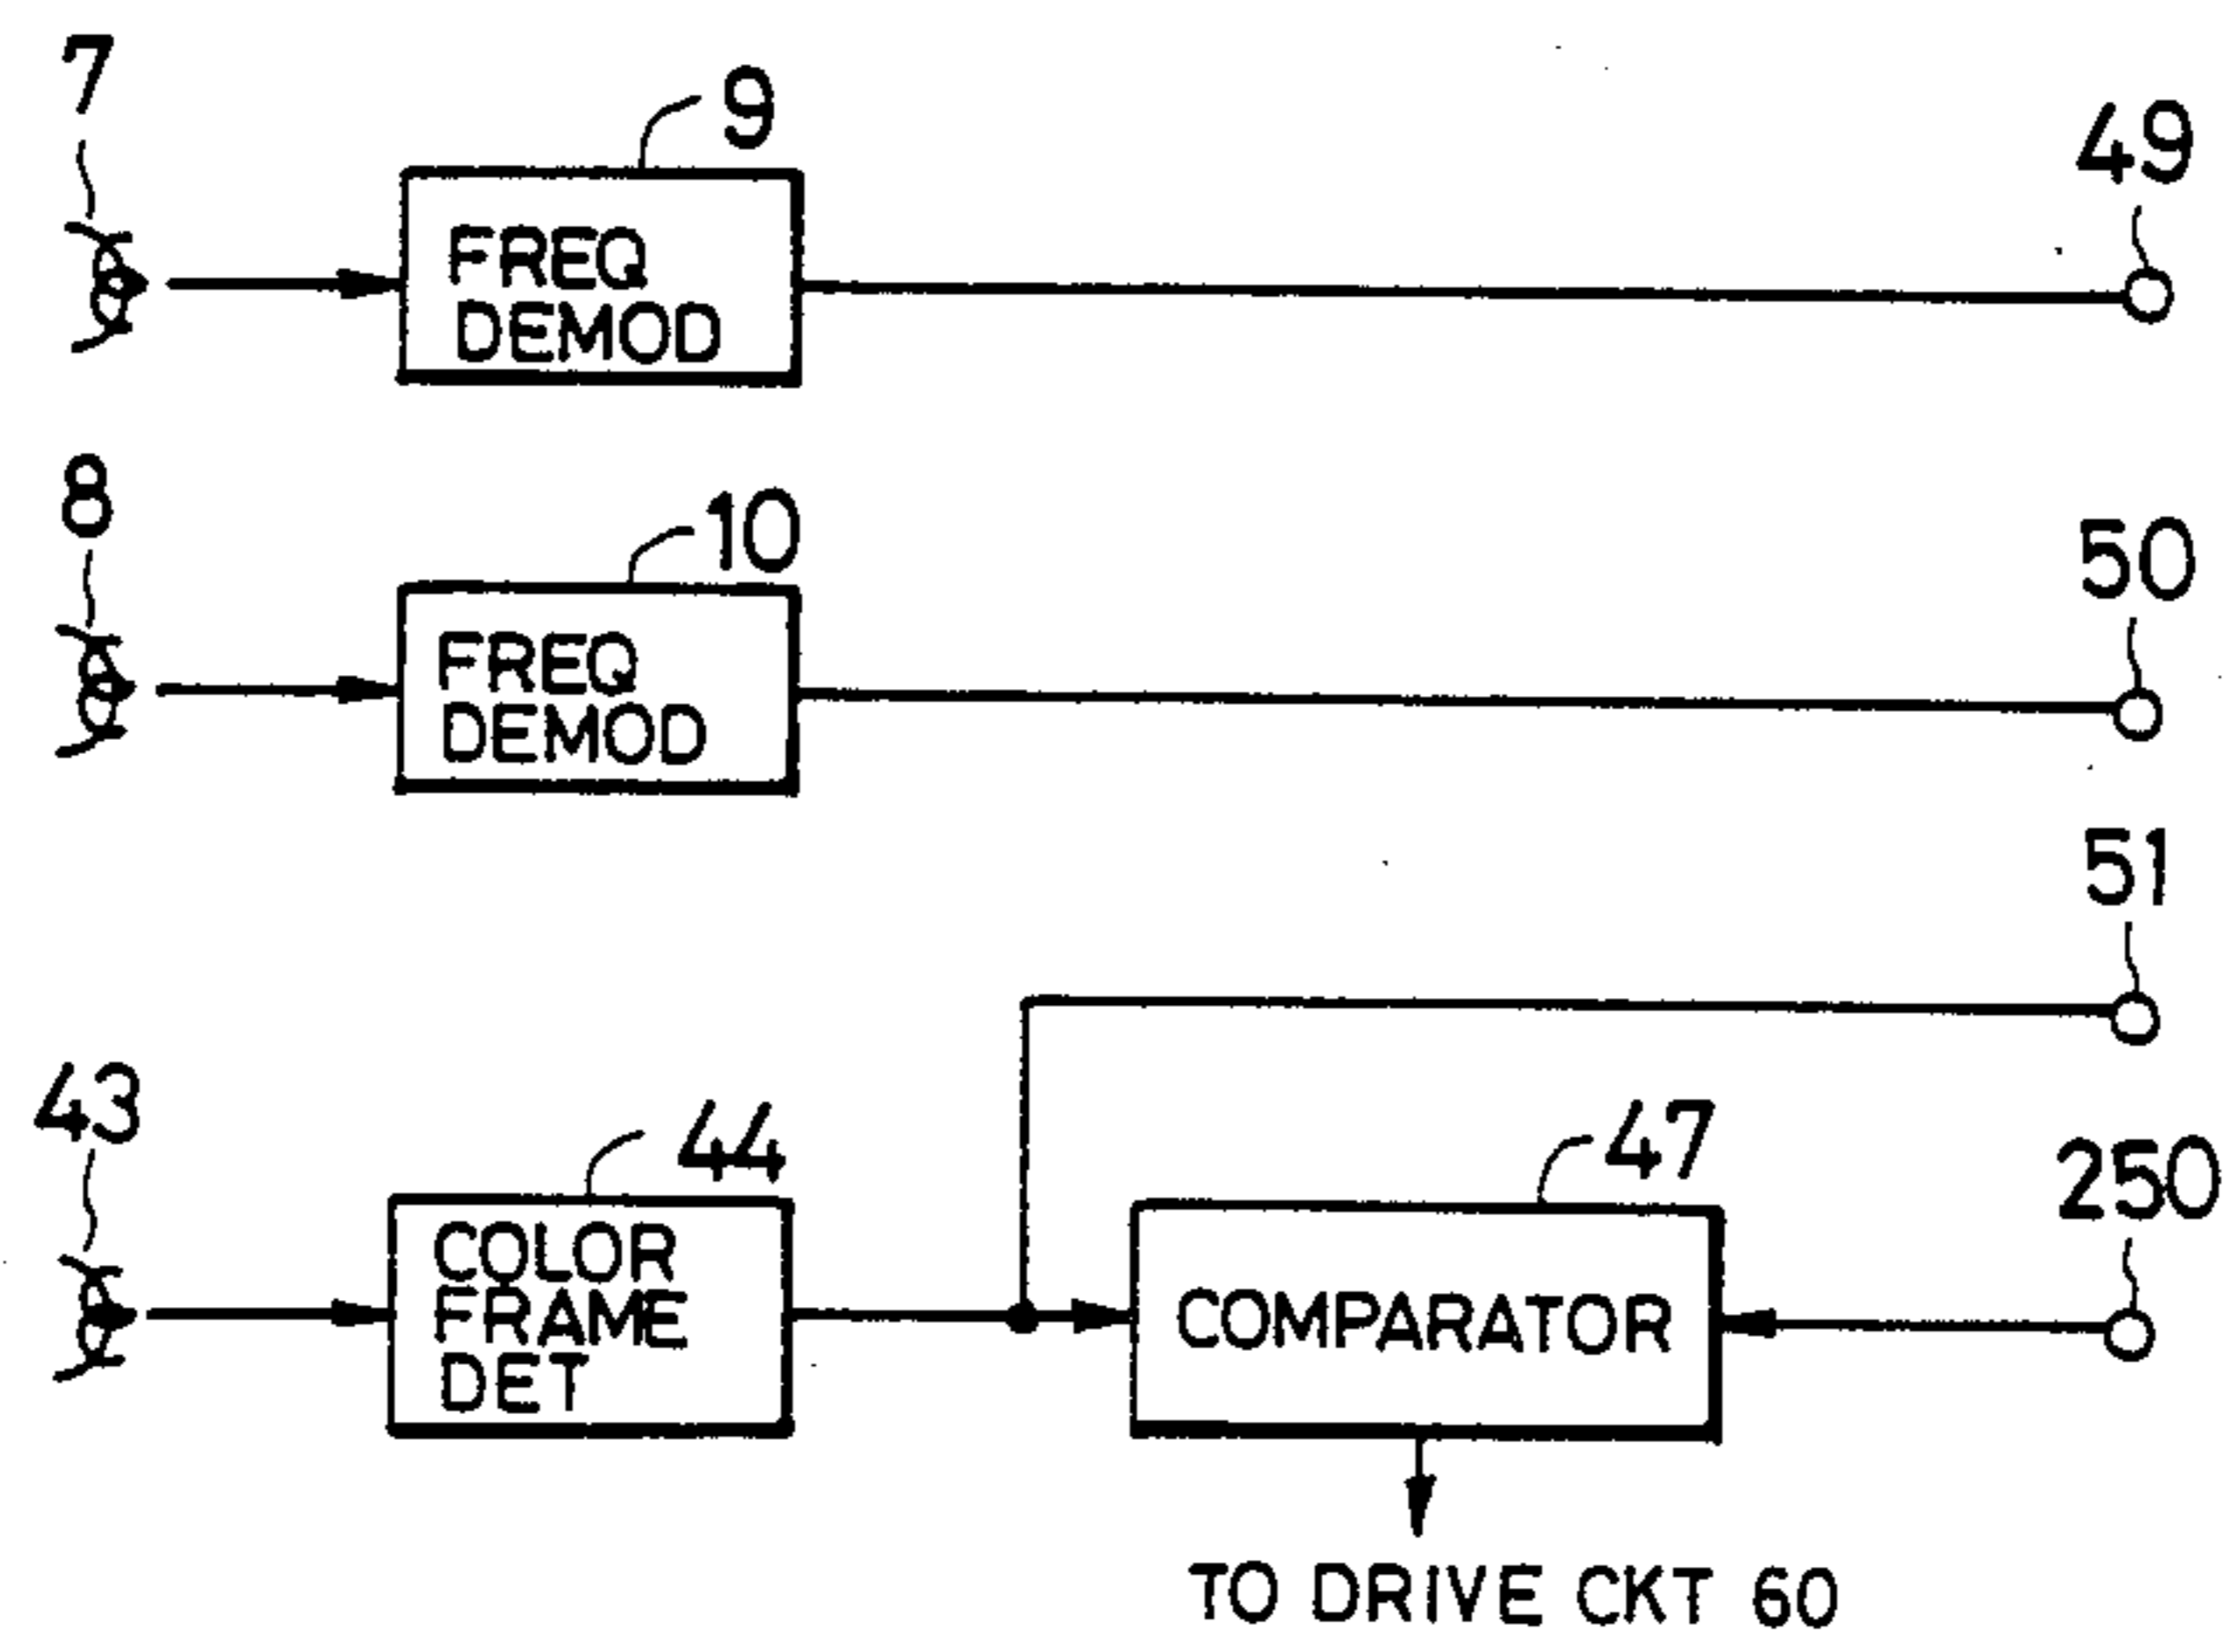 7
9
49
FREQ
DEMOD
8
10
50
FREQ
DEMOD
51
43
44
47
250
COLOR
FRAME
DET
COMPARATOR
TO DRIVE CKT 60